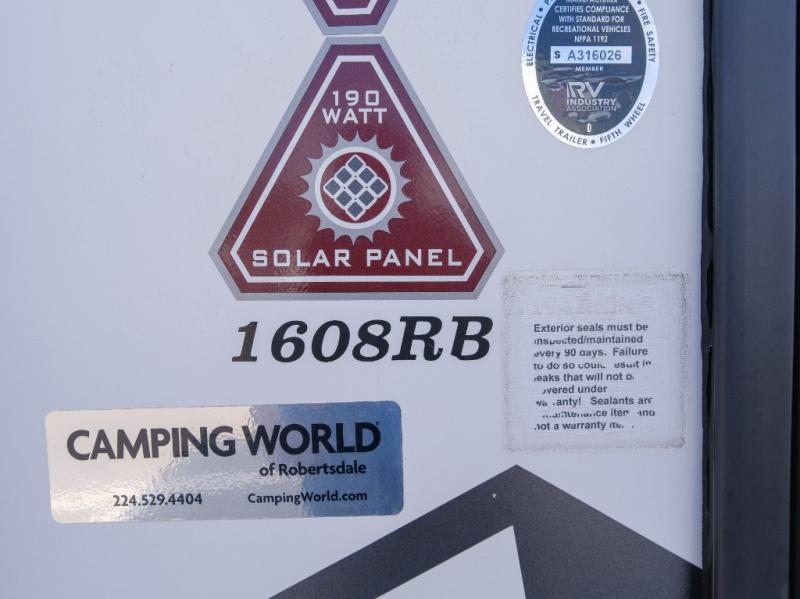 190
WATT
SOLAR PANEL
1608RB
CAMPING WORLD
of Robertsdale
224.529.4404 CampingWorld.com
MANUFACTURER
CERTIFIES COMPLIANCE
WITH STANDARD FOR
RECREATIONAL VEHICLES
NFPA 1192
S A316026
MEMBER
RV
INDUSTRY
ASSOCIATION
D
ELECTRICAL •
FIRE SAFETY
TRAVEL TRAILER • FIFTH WHEEL
Exterior seals must be
inspected/maintained
every 90 days. Failure
to do so could result in
leaks that will not
covered under
warranty! Sealants are
maintenance item and
not a warranty